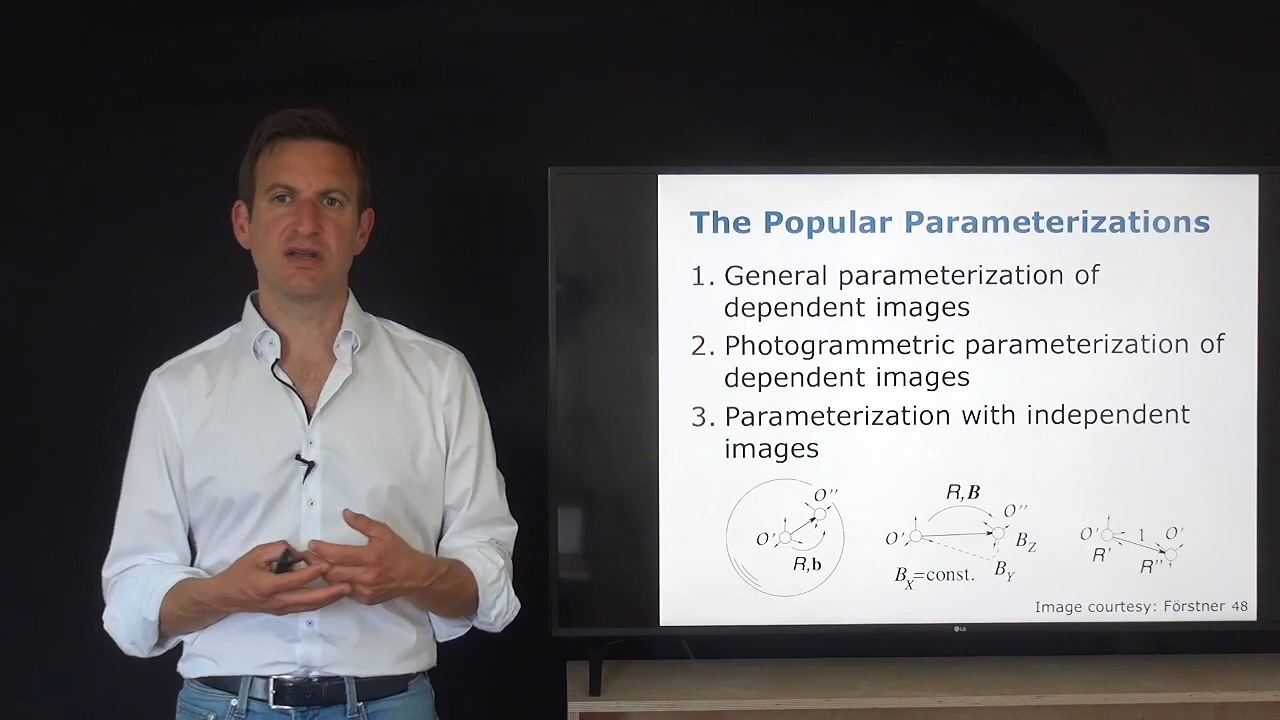 The Popular Parameterizations
1. General parameterization of
dependent images
2. Photogrammetric parameterization of
dependent images
3. Parameterization with independent
images
O' O'' R,b
R,B O' O'' B_Z B_Y B_X=const.
O' 1 O' R' R''
Image courtesy: Förstner 48
LG